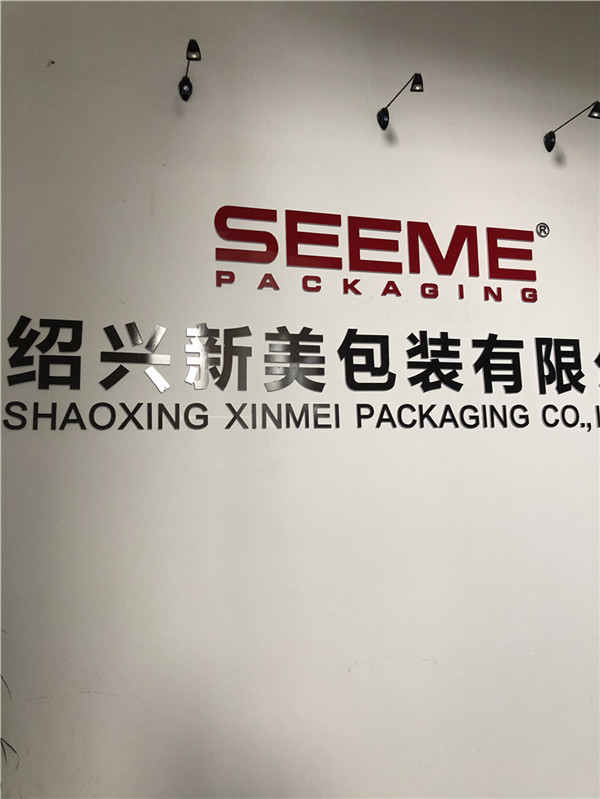 SEEME®
PACKAGING
绍兴新美包装有限
SHAOXING XINMEI PACKAGING CO.,